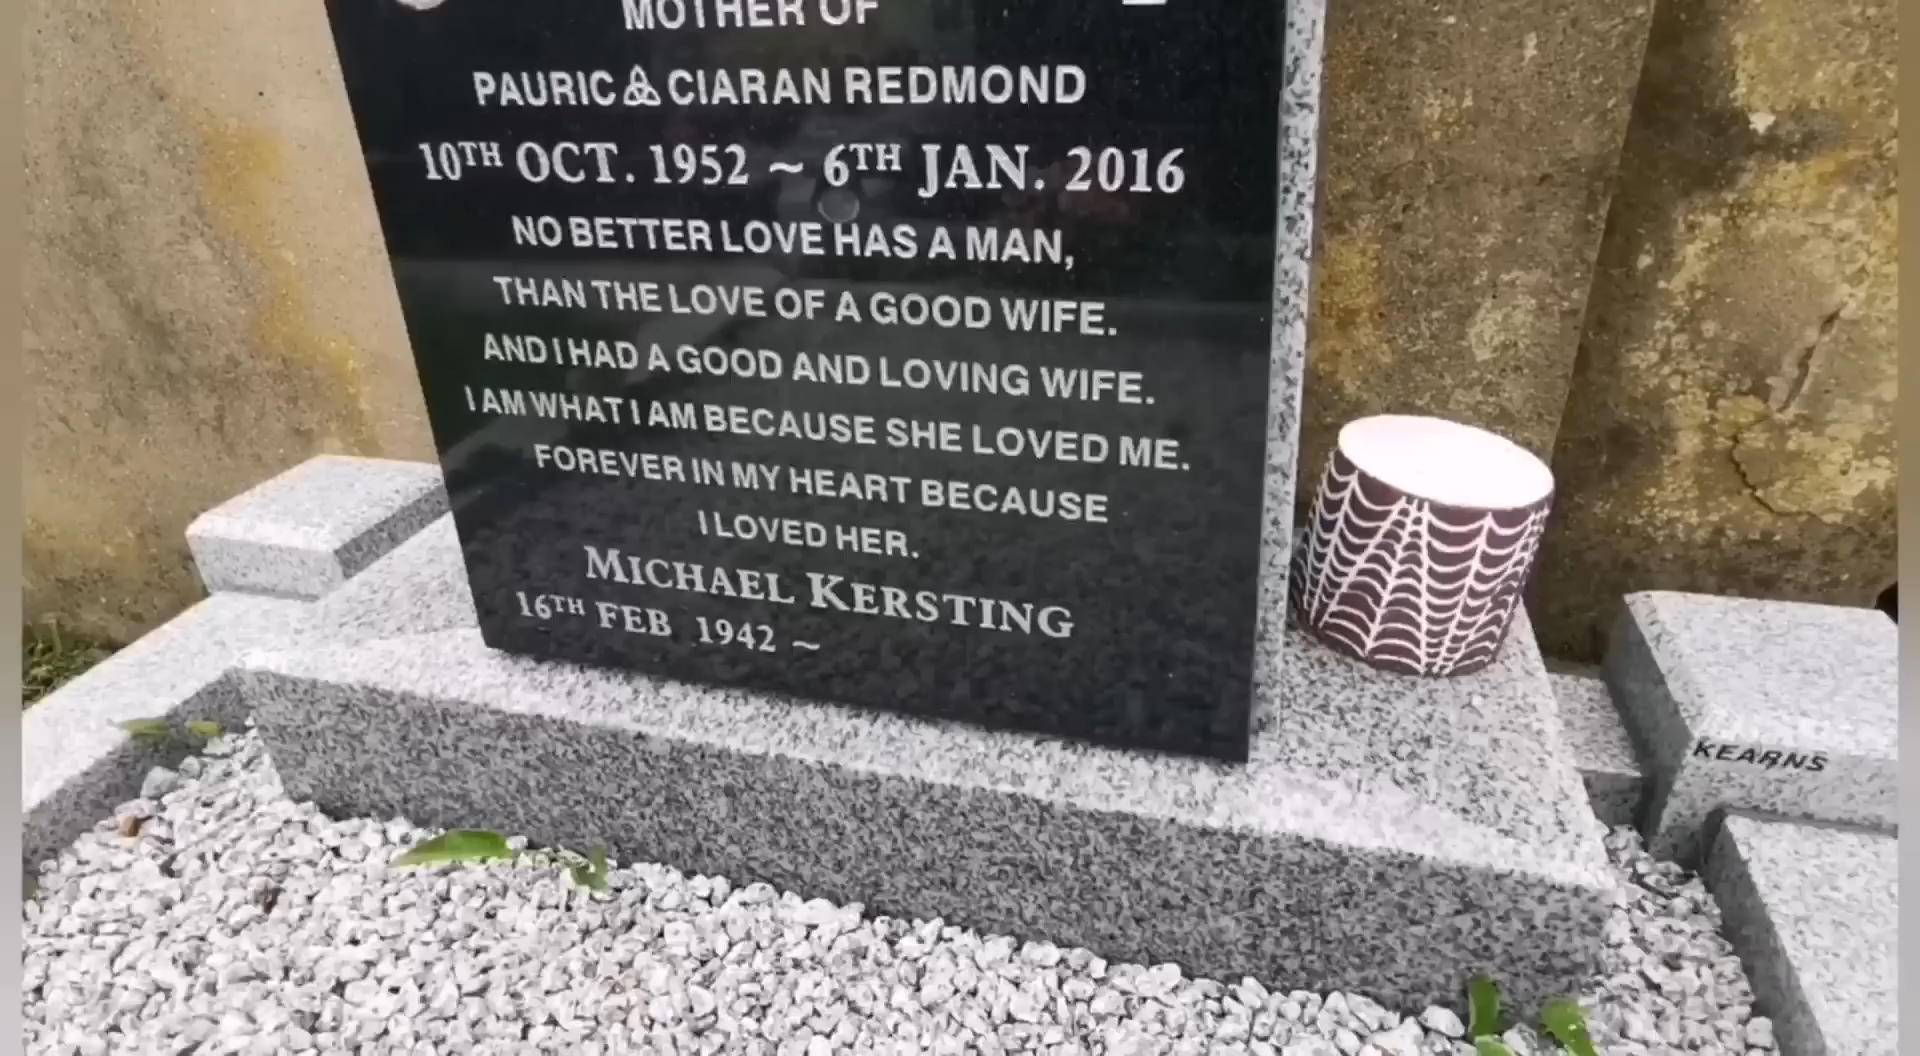 MOTHER OF
PAURIC & CIARAN REDMOND
10TH OCT. 1952 ~ 6TH JAN. 2016
NO BETTER LOVE HAS A MAN,
THAN THE LOVE OF A GOOD WIFE.
AND I HAD A GOOD AND LOVING WIFE.
I AM WHAT I AM BECAUSE SHE LOVED ME.
FOREVER IN MY HEART BECAUSE
I LOVED HER.
MICHAEL KERSTING
16TH FEB 1942 ~
KEARNS